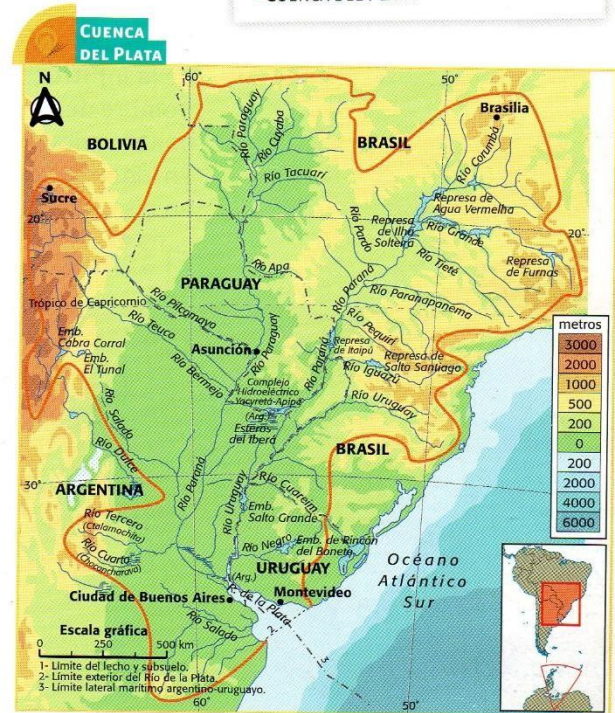 CUENCA
DEL PLATA
N
60°
50°
BOLIVIA
BRASIL
Brasilia
Río Paraguay
Río Cuyaba
Río Corumbá
Río Tacuarí
Sucre
20°
Represa de
Agua Vermelha
Represa
de Ilha
Solteira
Río Grande
20°
Río Pardo
Represa
de Furnas
Río Tieté
Río Apa
PARAGUAY
Río Paraná
Río Paranapanema
Trópico de Capricornio
Río Pilcomayo
Río Teuco
Río Pequirí
Emb.
Cabra Corral
Emb.
El Tunal
Asunción
Río Paraguay
Río Bermejo
Río Paraná
Represa
de Itaipú
Represa de
Salto Santiago
Río Iguazú
Complejo
Hidroeléctrico
Yacyretá-Apipé
(Arg.)
Esteros
del Iberá
Río Uruguay
Río Salado
Río Dulce
BRASIL
30°
ARGENTINA
Río Paraná
Río Uruguay
Río Cuareim
Emb.
Salto Grande
Río Tercero
(Ctalamochita)
Río Cuarto
(Chocancharava)
Río Negro
Emb. de Rincón
del Bonete
URUGUAY
(Arg.)
Océano
Atlántico
Sur
Ciudad de Buenos Aires
R. de la Plata
Montevideo
1
2
3
Río Salado
Escala gráfica
0 250 500 km
1- Límite del lecho y subsuelo.
2- Límite exterior del Río de la Plata.
3- Límite lateral marítimo argentino-uruguayo.
60°
50°
metros
3000
2000
1000
500
200
0
200
2000
4000
6000